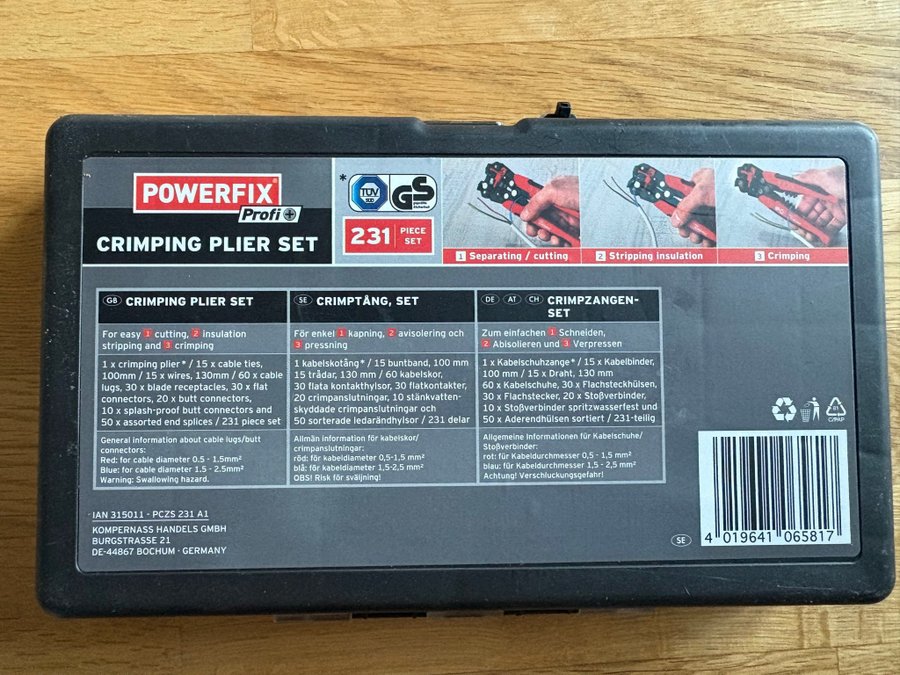 POWERFIX®
Profi+
CRIMPING PLIER SET
*
TÜV
SÜD
GS
geprüfte
Sicherheit
231 PIECE
SET
1 Separating / cutting
2 Stripping insulation
3 Crimping
GB CRIMPING PLIER SET
For easy 1 cutting, 2 insulation
stripping and 3 crimping
1 x crimping plier* / 15 x cable ties,
100mm / 15 x wires, 130mm / 60 x cable
lugs, 30 x blade receptacles, 30 x flat
connectors, 20 x butt connectors,
10 x splash-proof butt connectors and
50 x assorted end splices / 231 piece set
General information about cable lugs/butt
connectors:
Red: for cable diameter 0.5 - 1.5mm²
Blue: for cable diameter 1.5 - 2.5mm²
Warning: Swallowing hazard.
SE CRIMPTÅNG, SET
För enkel 1 kapning, 2 avisolering och
3 pressning
1 kabelskotång* / 15 buntband, 100 mm
15 trådar, 130 mm / 60 kabelskor,
30 flata kontakthylsor, 30 flatkontakter,
20 crimpanslutningar, 10 stänkvatten-
skyddade crimpanslutningar och
50 sorterade ledarändhylsor / 231 delar
Allmän information för kabelskor/
crimpanslutningar:
röd: för kabeldiameter 0,5-1,5 mm²
blå: för kabeldiameter 1,5-2,5 mm²
OBS! Risk för sväljning!
DE AT CH CRIMPZANGEN-
SET
Zum einfachen 1 Schneiden,
2 Abisolieren und 3 Verpressen
1 x Kabelschuhzange* / 15 x Kabelbinder,
100 mm / 15 x Draht, 130 mm
60 x Kabelschuhe, 30 x Flachsteckhülsen,
30 x Flachstecker, 20 x Stoßverbinder,
10 x Stoßverbinder spritzwasserfest und
50 x Aderendhülsen sortiert / 231-teilig
Allgemeine Informationen für Kabelschuhe/
Stoßverbinder:
rot: für Kabeldurchmesser 0,5 - 1,5 mm²
blau: für Kabeldurchmesser 1,5 - 2,5 mm²
Achtung! Verschluckungsgefahr!
81
C/PAP
IAN 315011 - PCZS 231 A1
KOMPERNASS HANDELS GMBH
BURGSTRASSE 21
DE-44867 BOCHUM - GERMANY
SE
4 019641 065817